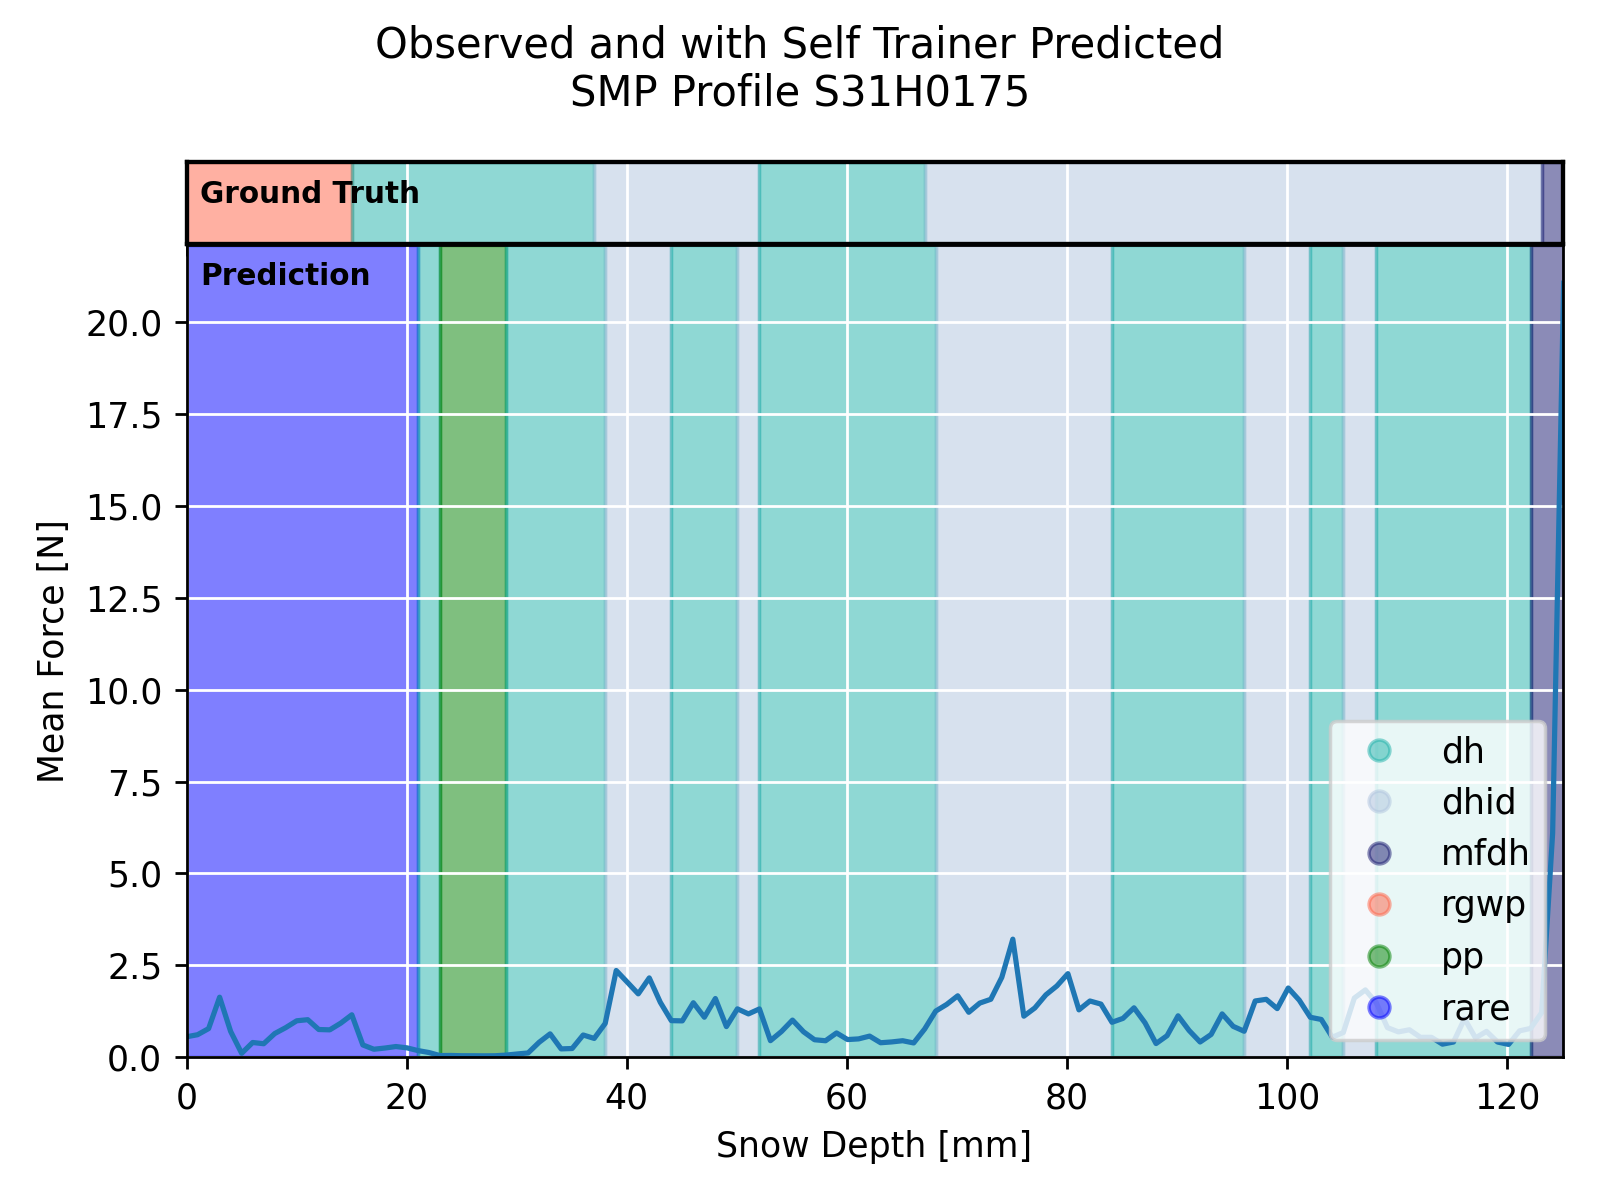 Observed and with Self Trainer Predicted
SMP Profile S31H0175
Ground Truth
Prediction
20.0
17.5
15.0
12.5
10.0
7.5
5.0
2.5
0.0
Mean Force [N]
dh
dhid
mfdh
rgwp
pp
rare
0 20 40 60 80 100 120
Snow Depth [mm]